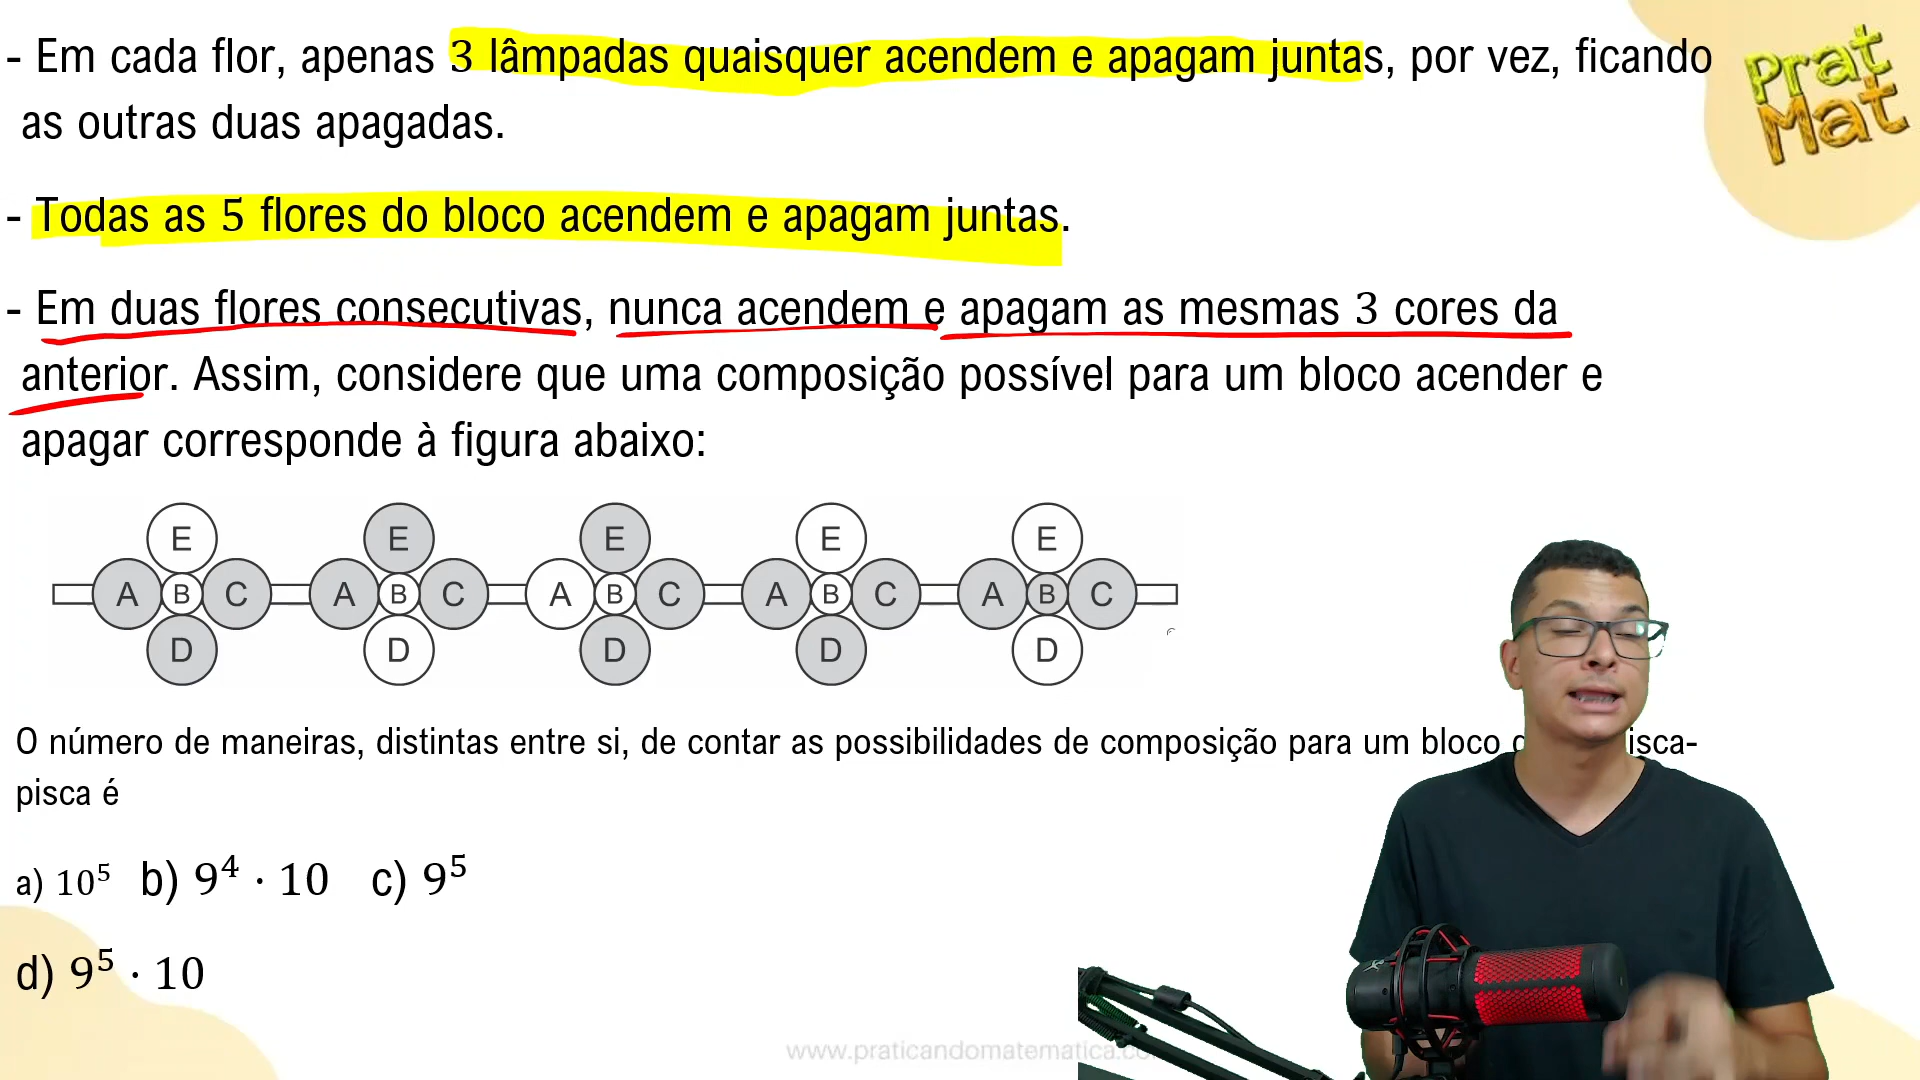 - Em cada flor, apenas 3 lâmpadas quaisquer acendem e apagam juntas, por vez, ficando
as outras duas apagadas.
Prat
Mat
- Todas as 5 flores do bloco acendem e apagam juntas.
- Em duas flores consecutivas, nunca acendem e apagam as mesmas 3 cores da
anterior. Assim, considere que uma composição possível para um bloco acender e
apagar corresponde à figura abaixo:
E E E E E
A B C A B C A B C A B C A B C
D D D D D
O número de maneiras, distintas entre si, de contar as possibilidades de composição para um bloco isca-
pisca é
a) 10⁵ b) 9⁴ · 10 c) 9⁵
d) 9⁵ · 10
www.praticandomatematica.co